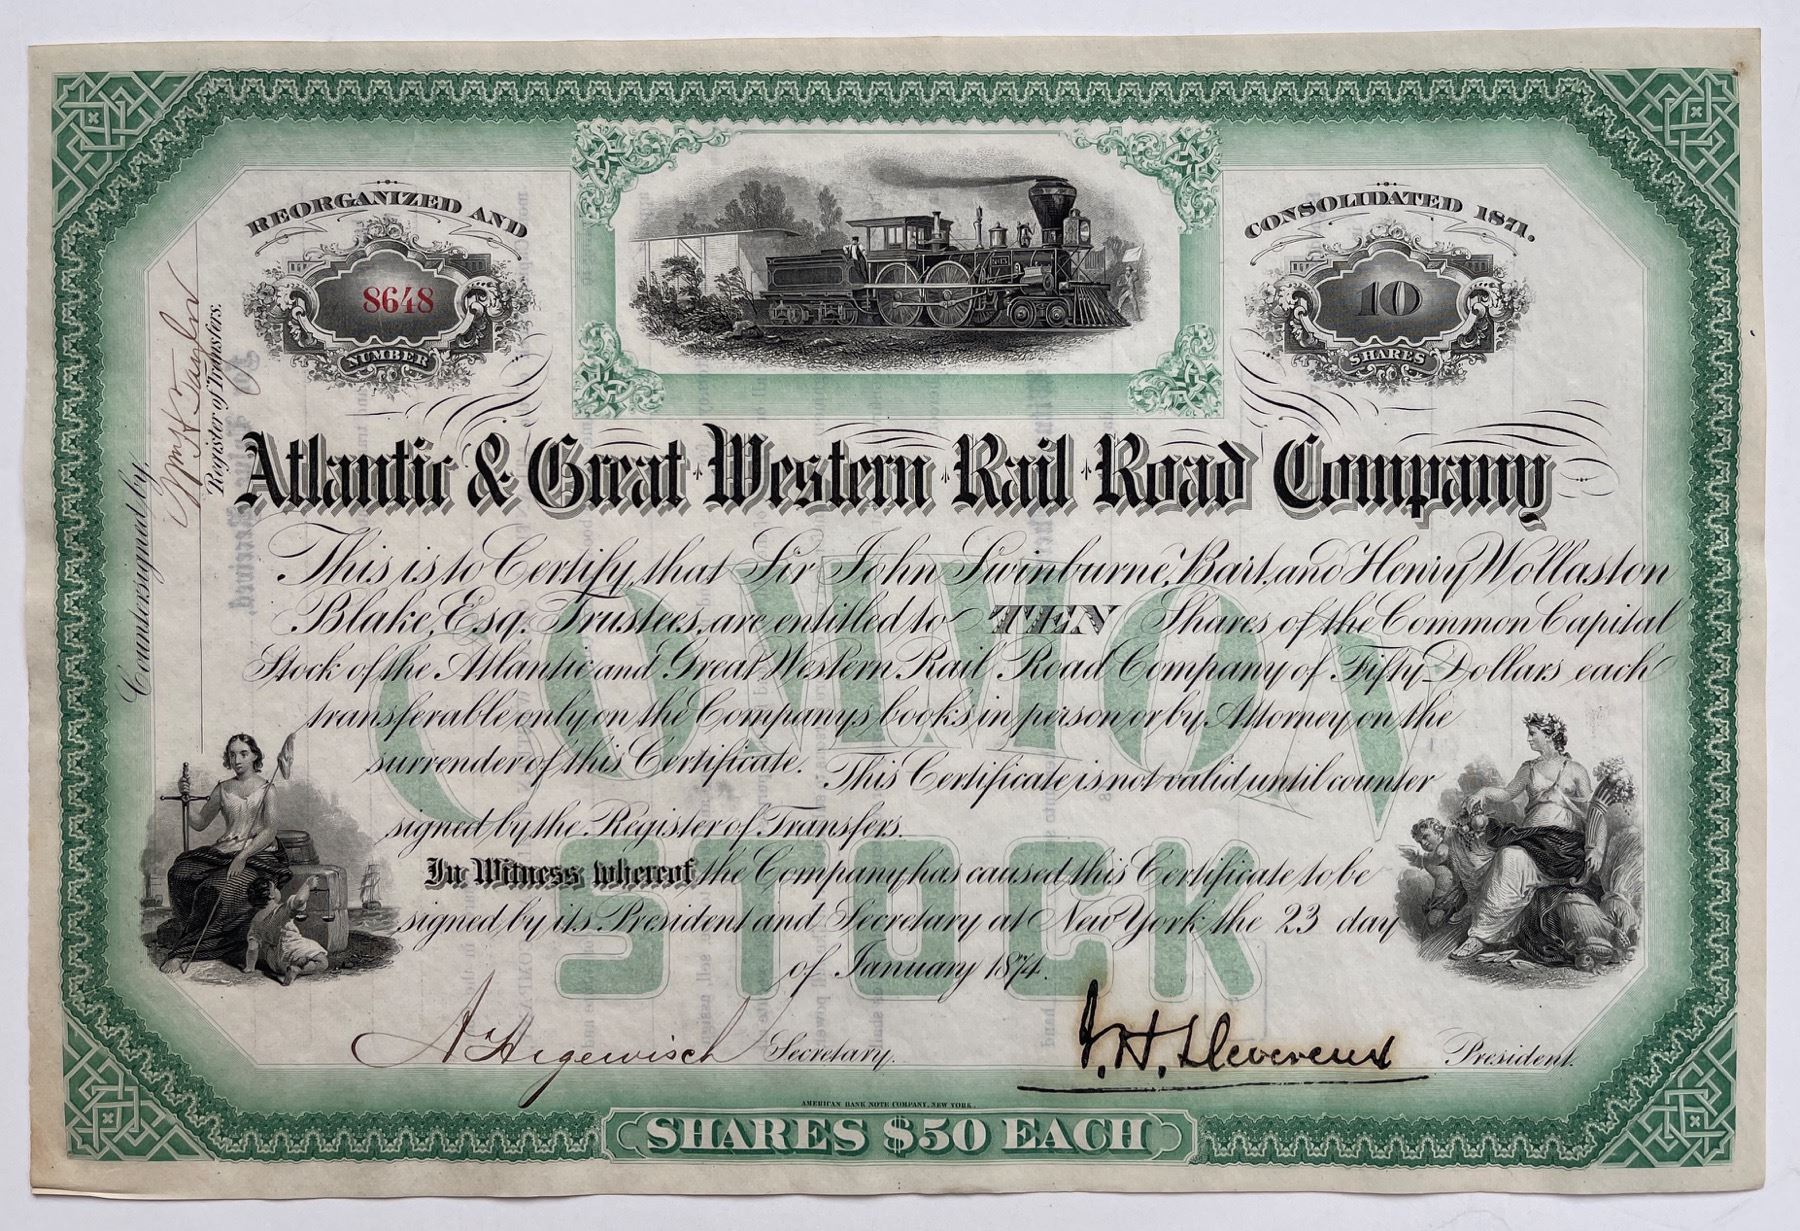 REORGANIZED AND
8648
NUMBER
CONSOLIDATED 1871.
10
SHARES
Countersigned by
Wm H Tayler
Register of Transfers.
Atlantic & Great Western Rail Road Company
This is to Certify, that Sir John Swinburne, Bart, and Henry Wollaston
Blake, Esq. Trustees, are entitled to TEN Shares of the Common Capital
Stock of the Atlantic and Great Western Rail Road Company of Fifty Dollars each
transferable only on the Companys books in person or by Attorney on the
surrender of this Certificate. This Certificate is not valid until counter
signed by the Register of Transfers.
In Witness whereof the Company has caused this Certificate to be
signed by its President and Secretary at New York the 23 day
of January 1874.
COMMON
STOCK
A Hegewisch Secretary.
J. H. Devereux President.
AMERICAN BANK NOTE COMPANY, NEW YORK.
SHARES $50 EACH